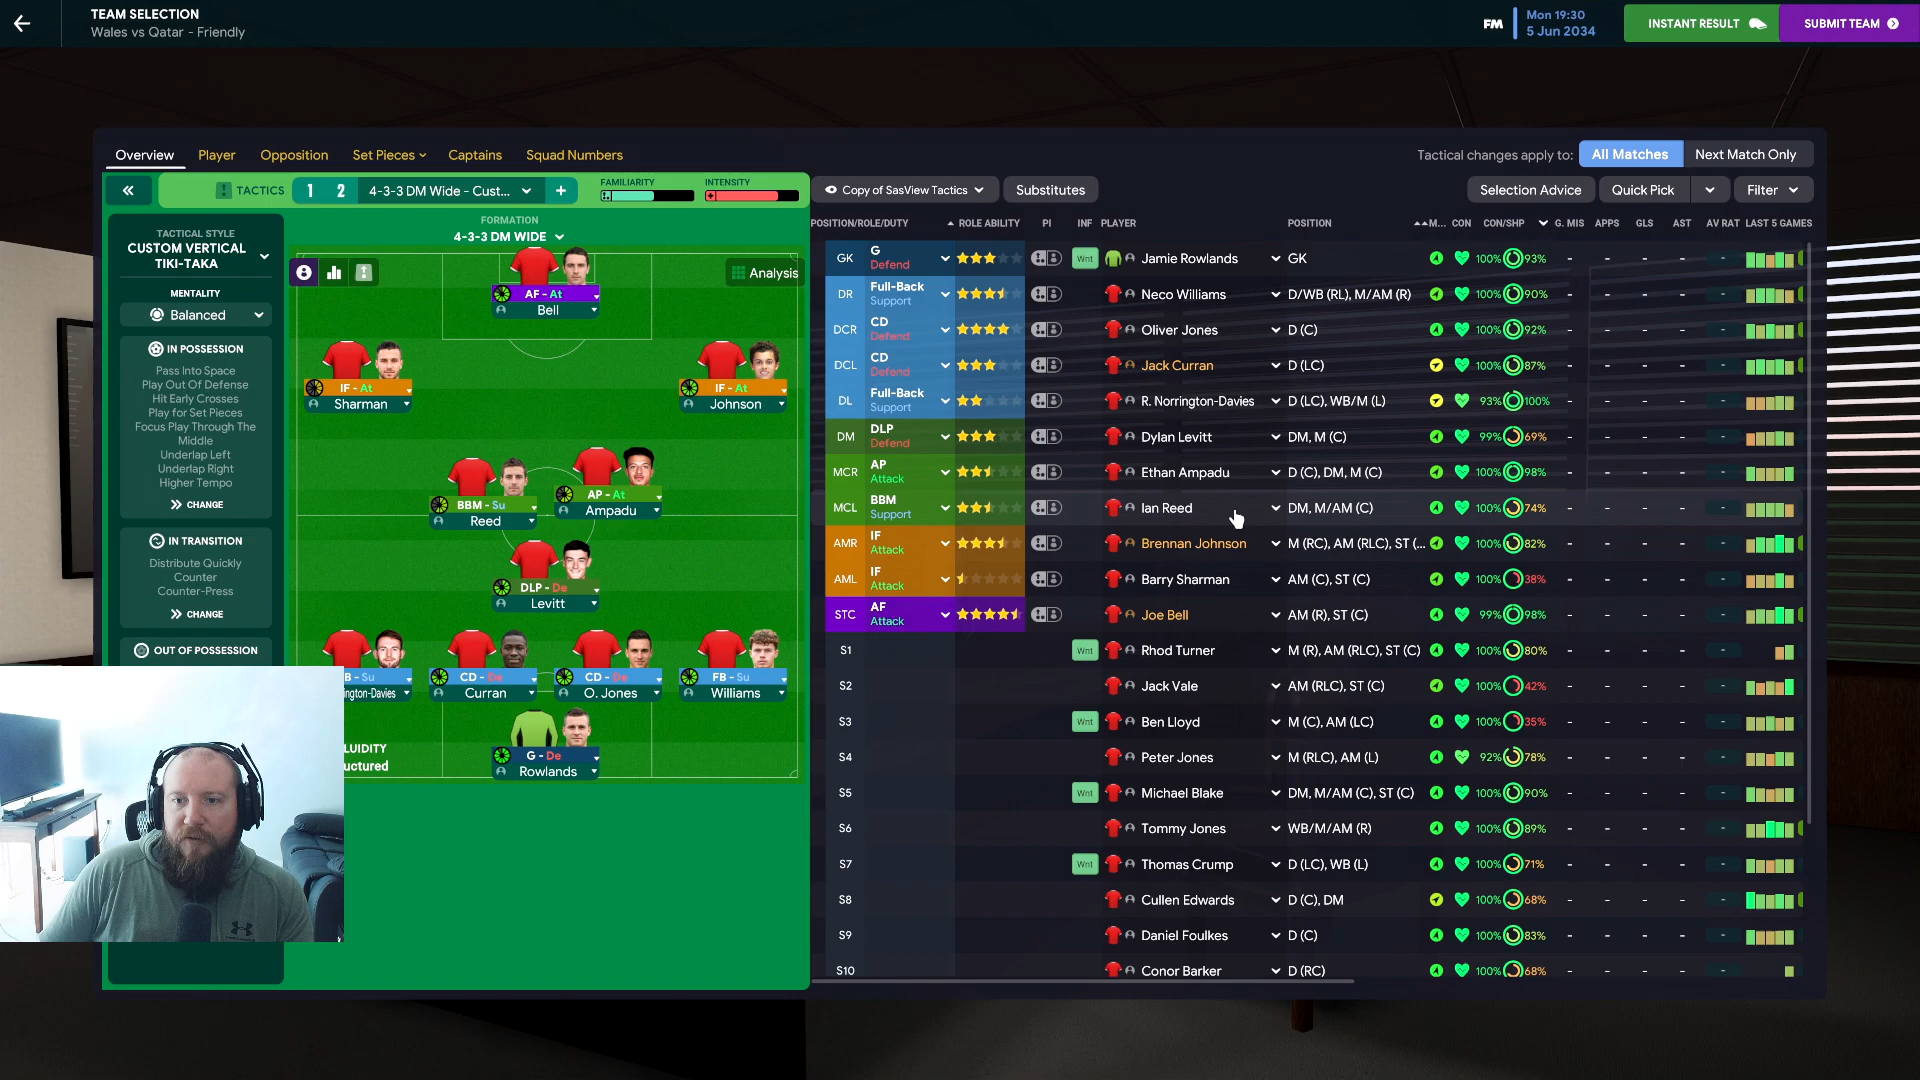 TEAM SELECTION
Wales vs Qatar - Friendly
FM
Mon 19:30
5 Jun 2034
INSTANT RESULT
SUBMIT TEAM
Overview
Player
Opposition
Set Pieces
Captains
Squad Numbers
Tactical changes apply to:
All Matches
Next Match Only
TACTICS
1
2
4-3-3 DM Wide - Cust...
FAMILIARITY
INTENSITY
Copy of SasView Tactics
Substitutes
Selection Advice
Quick Pick
Filter
TACTICAL STYLE
CUSTOM VERTICAL
TIKI-TAKA
MENTALITY
Balanced
IN POSSESSION
Pass Into Space
Play Out Of Defense
Hit Early Crosses
Play for Set Pieces
Focus Play Through The
Middle
Underlap Left
Underlap Right
Higher Tempo
CHANGE
IN TRANSITION
Distribute Quickly
Counter
Counter-Press
CHANGE
OUT OF POSSESSION
FORMATION
4-3-3 DM WIDE
Analysis
AF - At
Bell
IF - At
Sharman
IF - At
Johnson
BBM - Su
Reed
AP - At
Ampadu
DLP - De
Levitt
B - Su
ington-Davies
CD - De
Curran
CD - De
O. Jones
FB - Su
Williams
G - De
Rowlands
LUIDITY
uctured
POSITION/ROLE/DUTY ROLE ABILITY PI INF PLAYER POSITION M... CON CON/SHP G. MIS APPS GLS AST AV RAT LAST 5 GAMES
GK G Defend Wnt Jamie Rowlands GK 100% 93% - - - - -
DR Full-Back Support Neco Williams D/WB (RL), M/AM (R) 100% 90% - - - - -
DCR CD Defend Oliver Jones D (C) 100% 92% - - - - -
DCL CD Defend Jack Curran D (LC) 100% 87% - - - - -
DL Full-Back Support R. Norrington-Davies D (LC), WB/M (L) 93% 100% - - - - -
DM DLP Defend Dylan Levitt DM, M (C) 99% 69% - - - - -
MCR AP Attack Ethan Ampadu D (C), DM, M (C) 100% 98% - - - - -
MCL BBM Support Ian Reed DM, M/AM (C) 100% 74% - - - - -
AMR IF Attack Brennan Johnson M (RC), AM (RLC), ST (... 100% 82% - - - - -
AML IF Attack Barry Sharman AM (C), ST (C) 100% 38% - - - - -
STC AF Attack Joe Bell AM (R), ST (C) 99% 98% - - - - -
S1 Wnt Rhod Turner M (R), AM (RLC), ST (C) 100% 80% - - - - -
S2 Jack Vale AM (RLC), ST (C) 100% 42% - - - - -
S3 Wnt Ben Lloyd M (C), AM (LC) 100% 35% - - - - -
S4 Peter Jones M (RLC), AM (L) 92% 78% - - - - -
S5 Wnt Michael Blake DM, M/AM (C), ST (C) 100% 90% - - - - -
S6 Tommy Jones WB/M/AM (R) 100% 89% - - - - -
S7 Wnt Thomas Crump D (LC), WB (L) 100% 71% - - - - -
S8 Cullen Edwards D (C), DM 100% 68% - - - - -
S9 Daniel Foulkes D (C) 100% 83% - - - - -
S10 Conor Barker D (RC) 100% 68% - - - - -